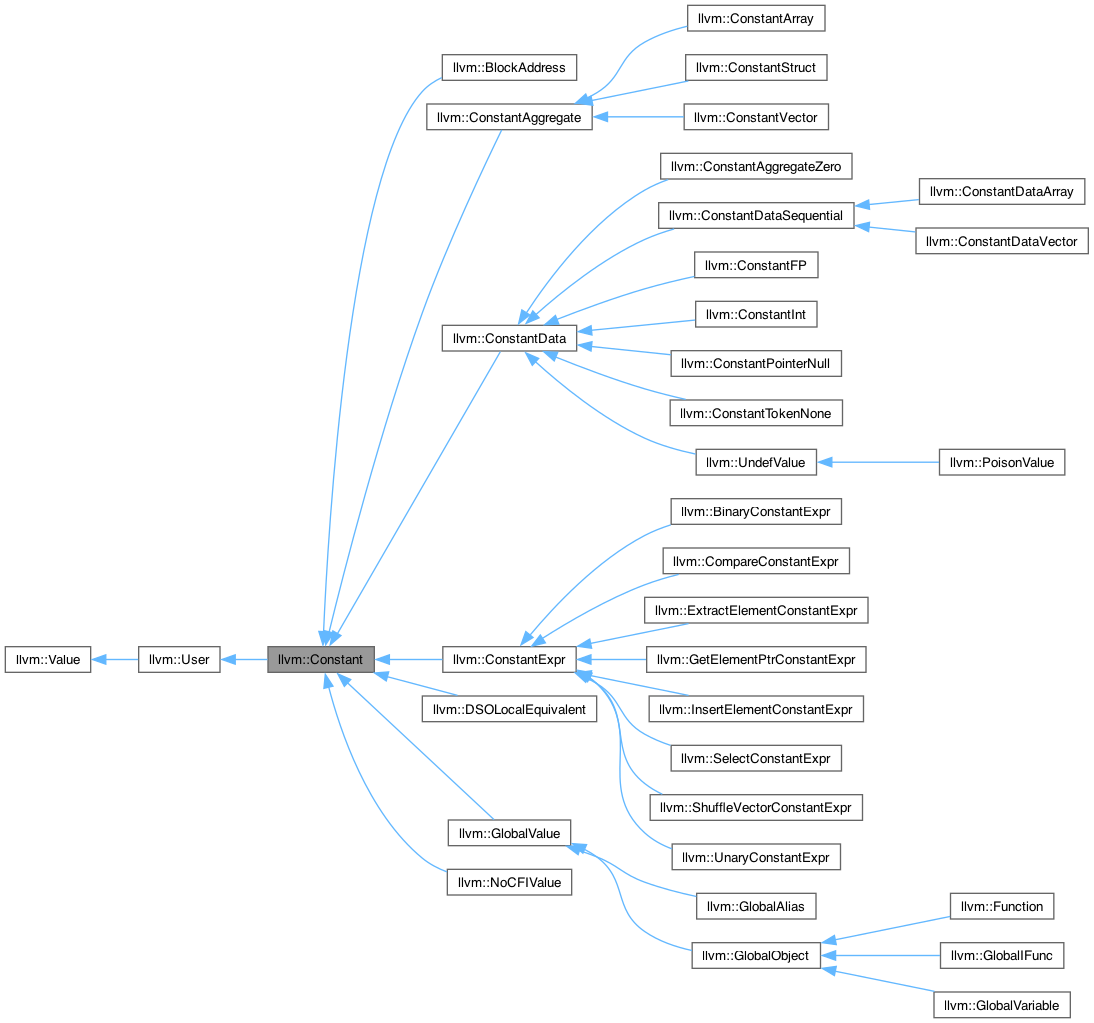 llvm::ConstantArray
llvm::BlockAddress
llvm::ConstantStruct
llvm::ConstantAggregate
llvm::ConstantVector
llvm::ConstantAggregateZero
llvm::ConstantDataArray
llvm::ConstantDataSequential
llvm::ConstantDataVector
llvm::ConstantFP
llvm::ConstantInt
llvm::ConstantData
llvm::ConstantPointerNull
llvm::ConstantTokenNone
llvm::UndefValue
llvm::PoisonValue
llvm::BinaryConstantExpr
llvm::CompareConstantExpr
llvm::ExtractElementConstantExpr
llvm::Value
llvm::User
llvm::Constant
llvm::ConstantExpr
llvm::GetElementPtrConstantExpr
llvm::DSOLocalEquivalent
llvm::InsertElementConstantExpr
llvm::SelectConstantExpr
llvm::ShuffleVectorConstantExpr
llvm::GlobalValue
llvm::UnaryConstantExpr
llvm::NoCFIValue
llvm::GlobalAlias
llvm::Function
llvm::GlobalObject
llvm::GlobalIFunc
llvm::GlobalVariable